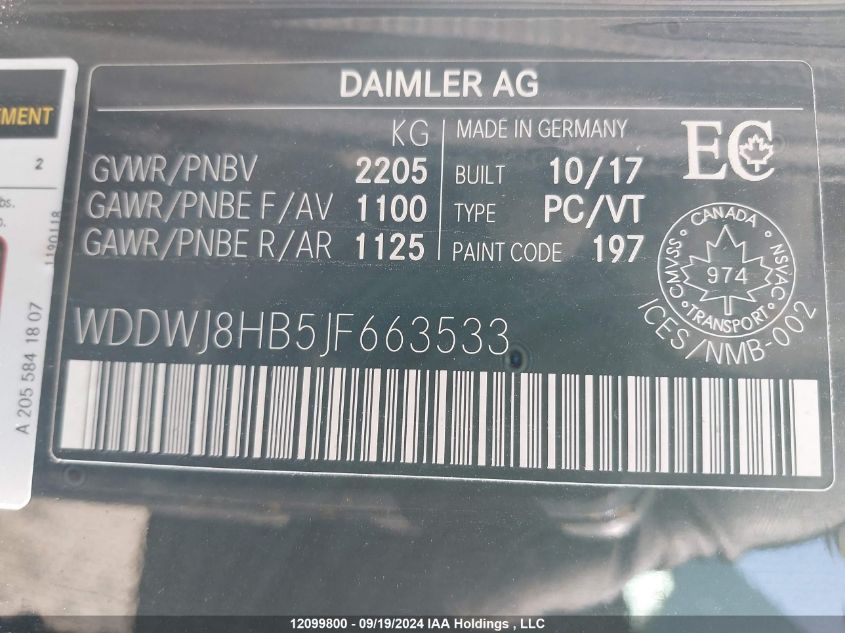 DAIMLER AG
KG
GVWR/PNBV 2205
GAWR/PNBE F/AV 1100
GAWR/PNBE R/AR 1125
MADE IN GERMANY
BUILT 10/17
TYPE PC/VT
PAINT CODE 197
EC
CANADA
CMVSS
974
NSVAC
TRANSPORT
ICES/NMB-002
WDDWJ8HB5JF663533
EMENT
2
bs.
1190118
A 205 584 18 07
12099800 - 09/19/2024 IAA Holdings , LLC